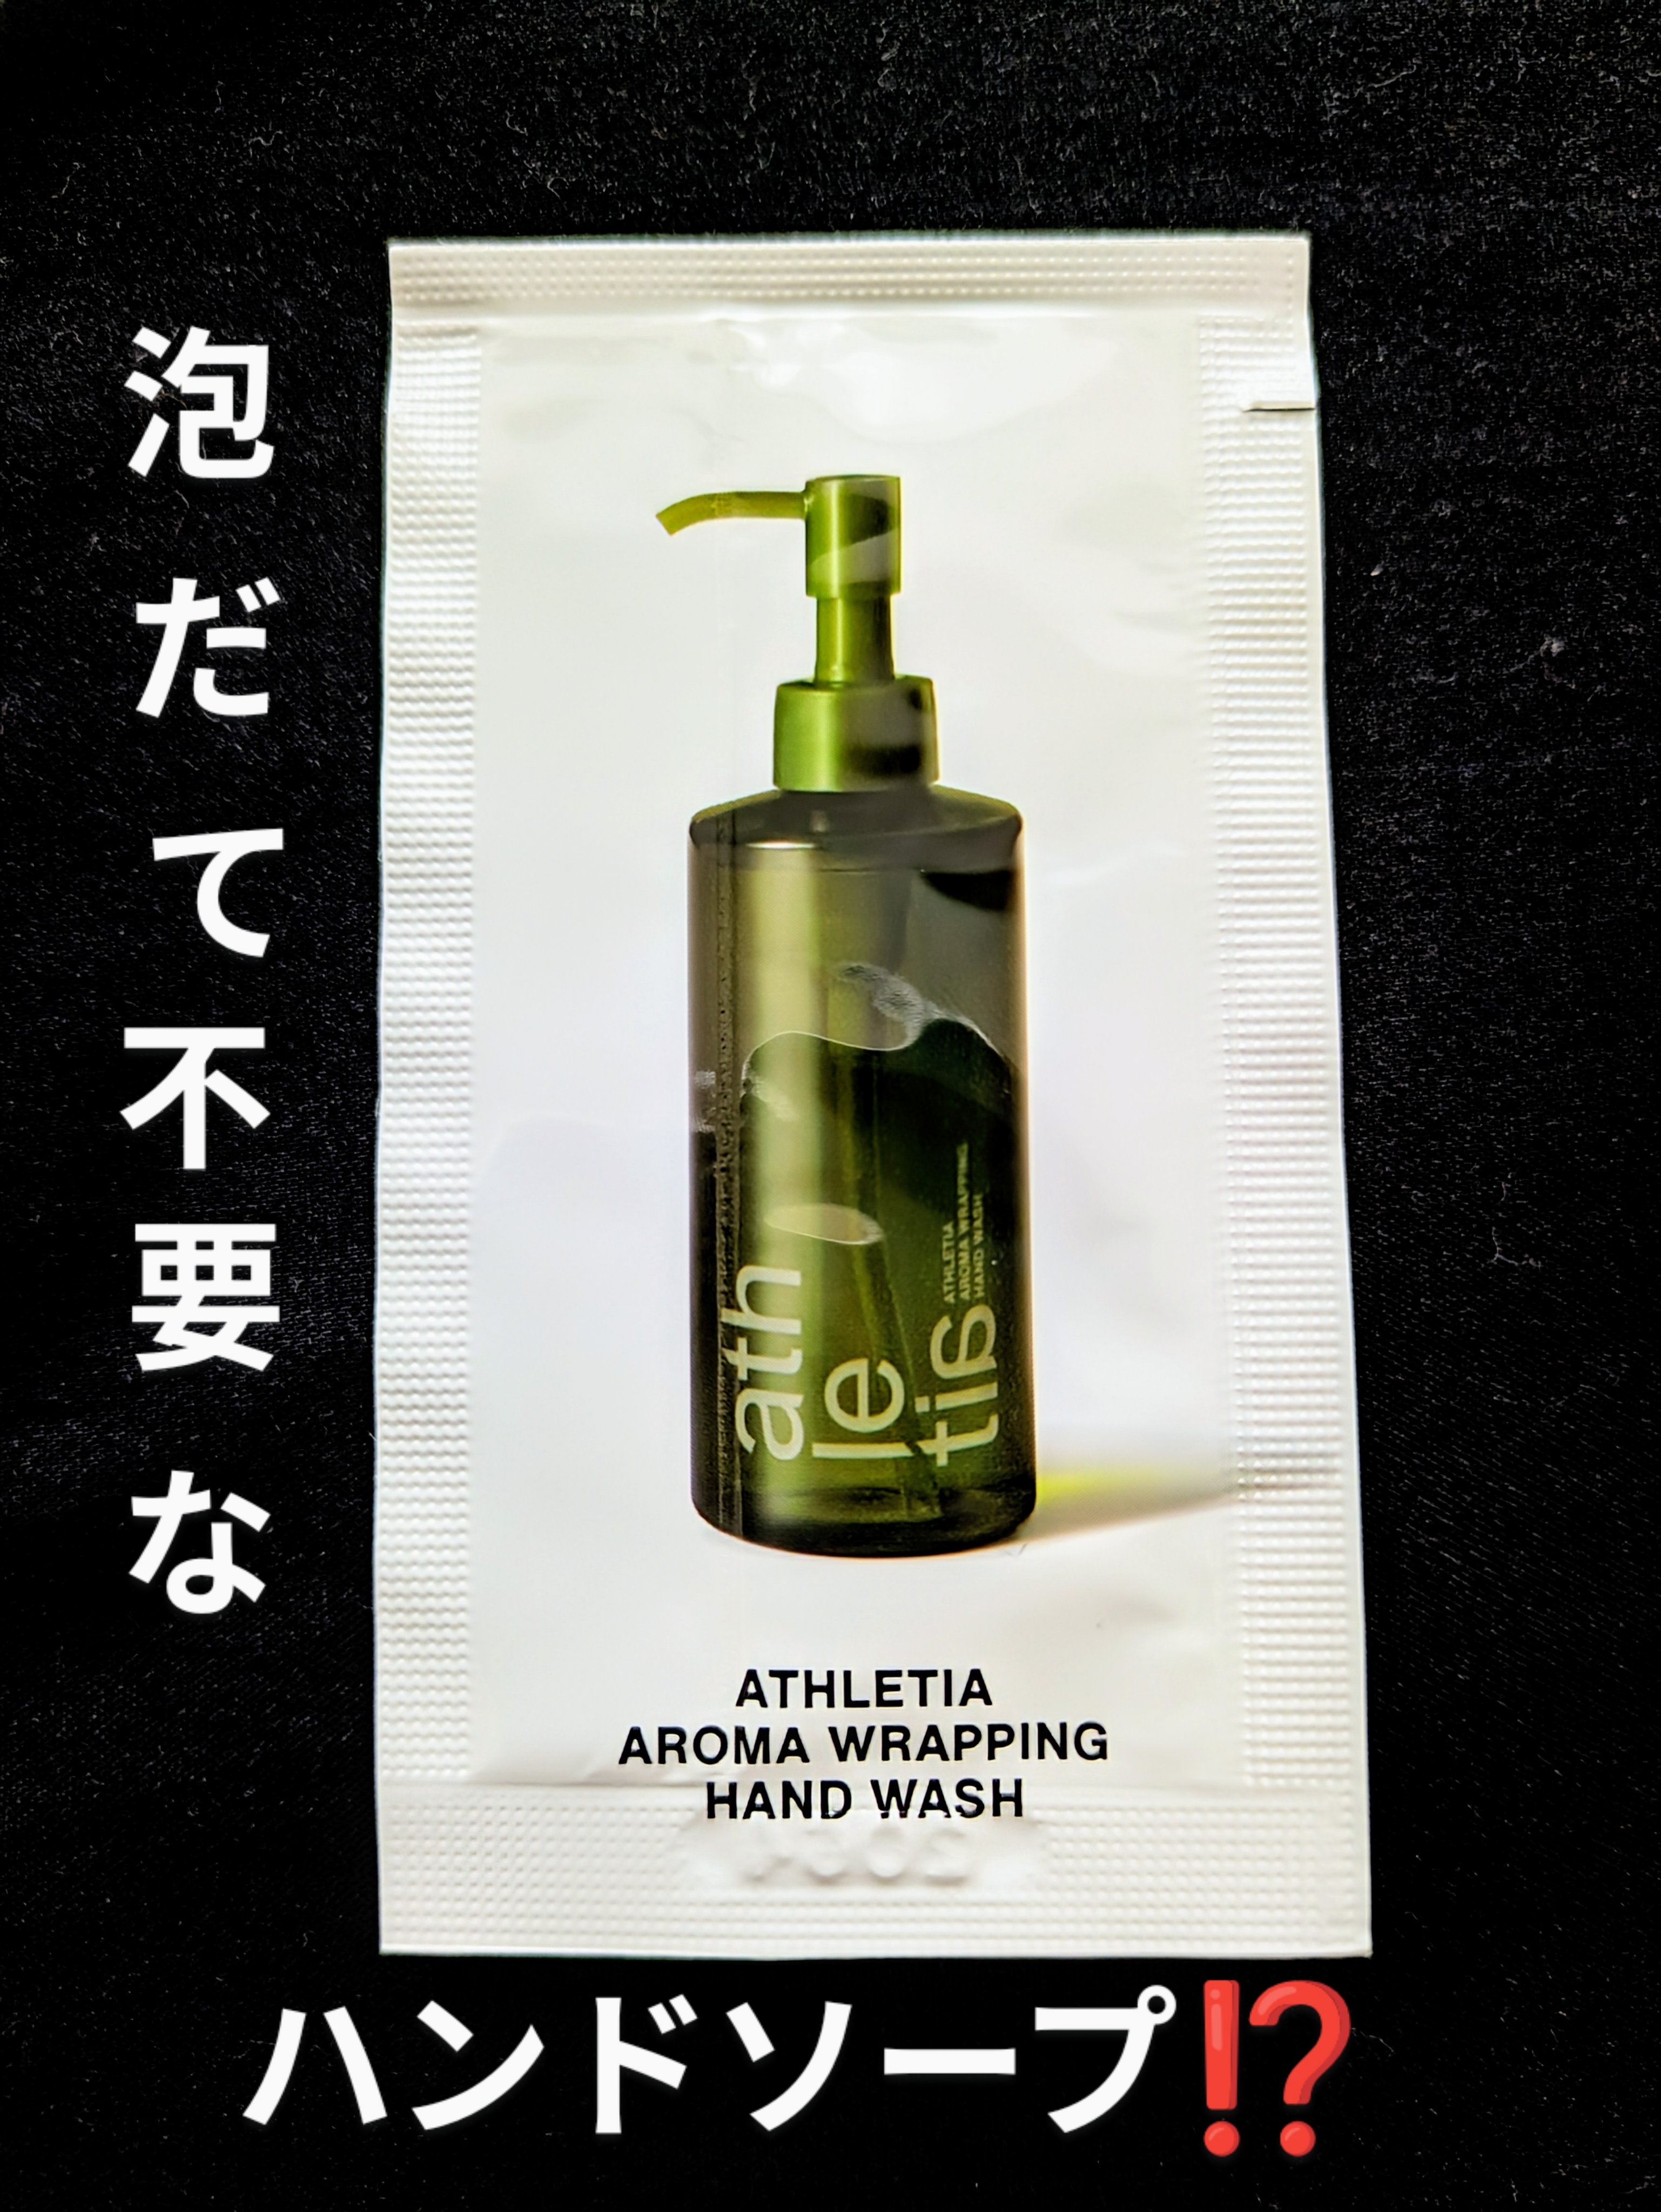 泡だて不要な
ath
le
tia
ATHLETIA
AROMA WRAPPING
HAND WASH
ATHLETIA
AROMA WRAPPING
HAND WASH
ハンドソープ⁉️